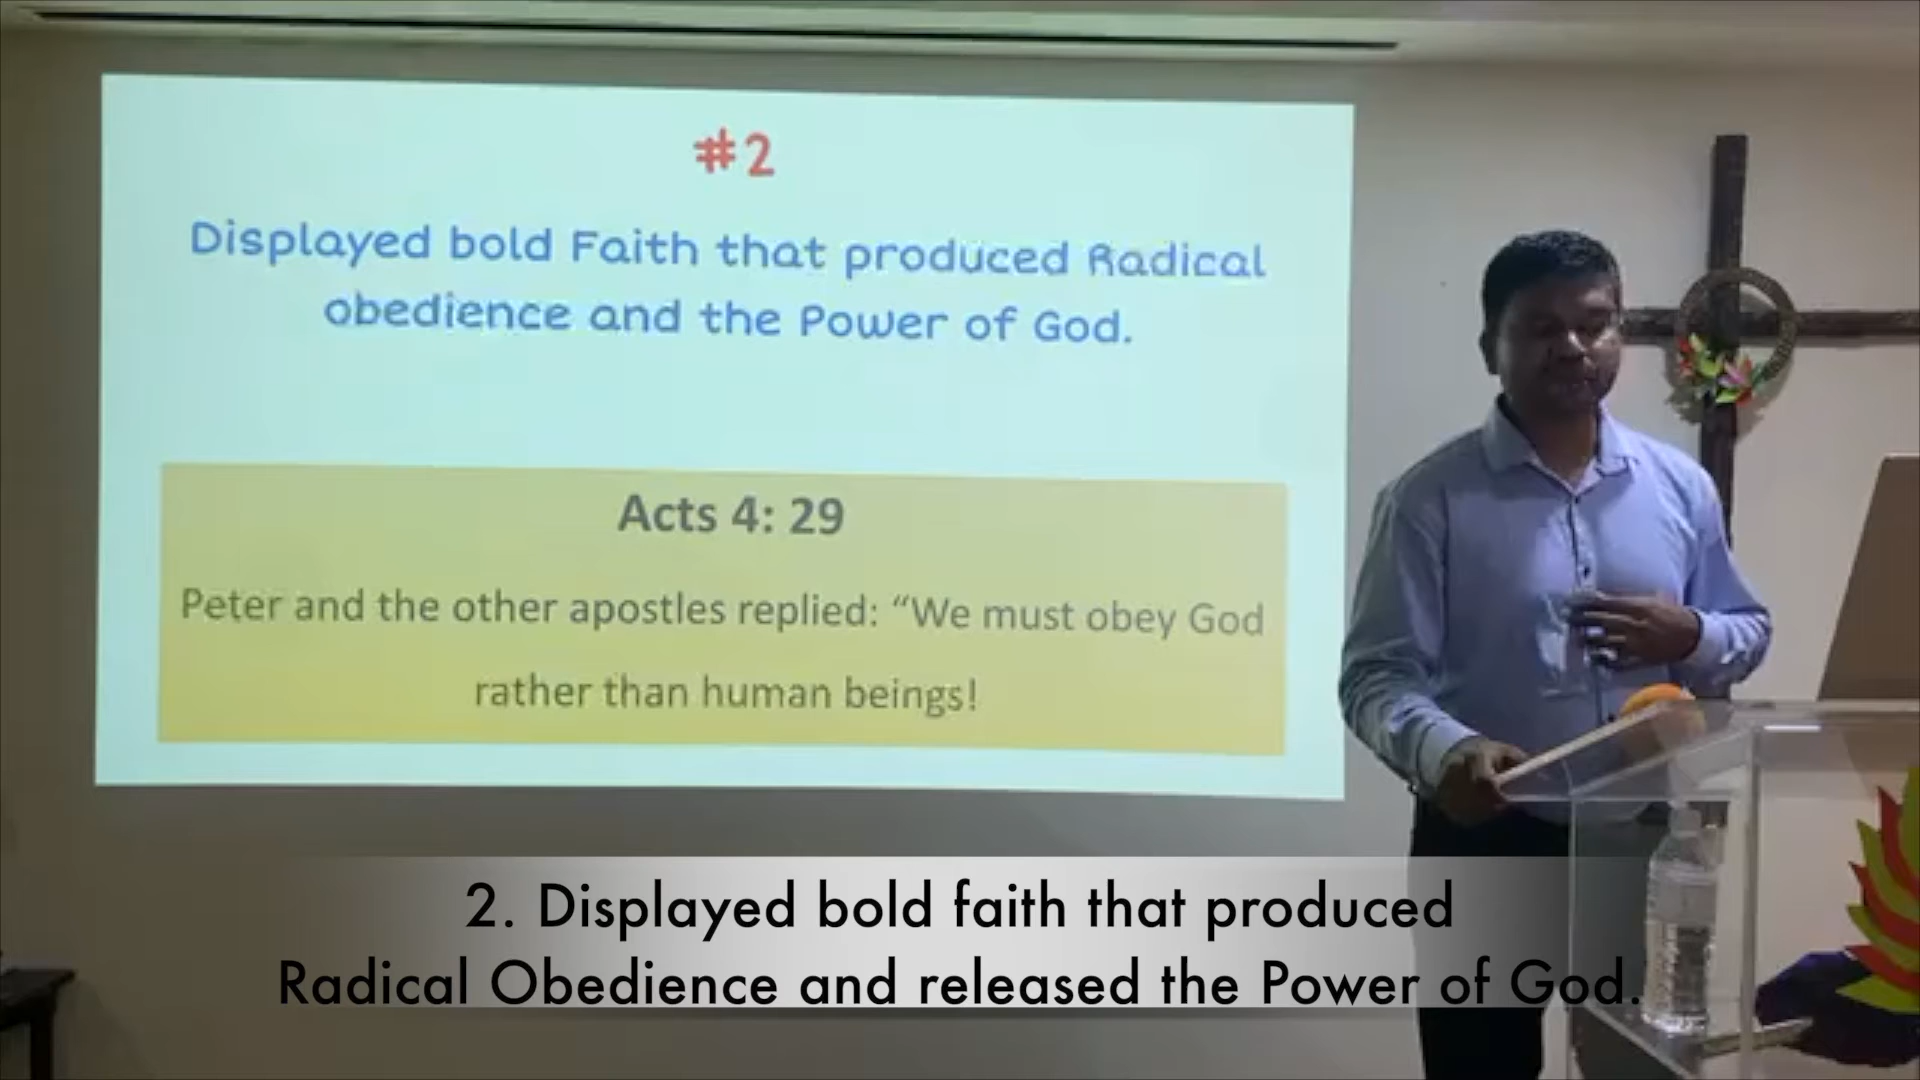 #2
Displayed bold Faith that produced Radical
obedience and the Power of God.
Acts 4: 29
Peter and the other apostles replied: “We must obey God
rather than human beings!
2. Displayed bold faith that produced
Radical Obedience and released the Power of God.